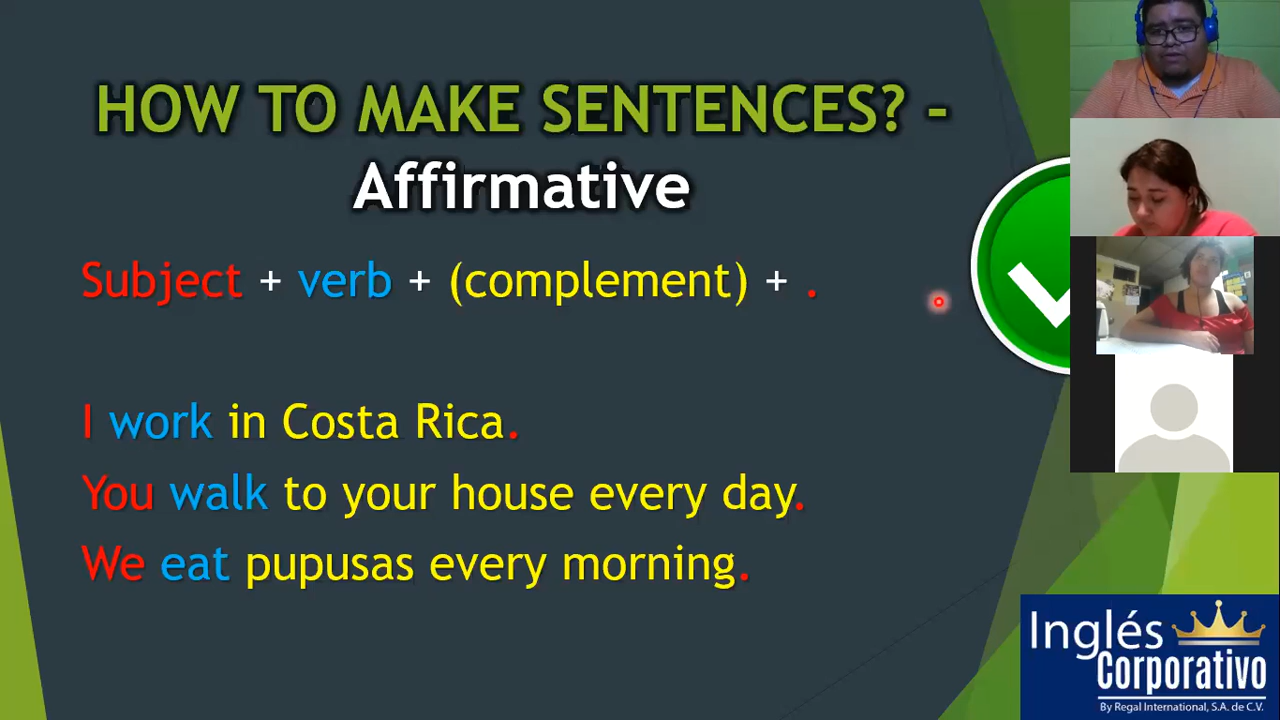 HOW TO MAKE SENTENCES? -
Affirmative
Subject + verb + (complement) + .
I work in Costa Rica.
You walk to your house every day.
We eat pupusas every morning.
Inglés
Corporativo
By Regal International, S.A. de C.V.